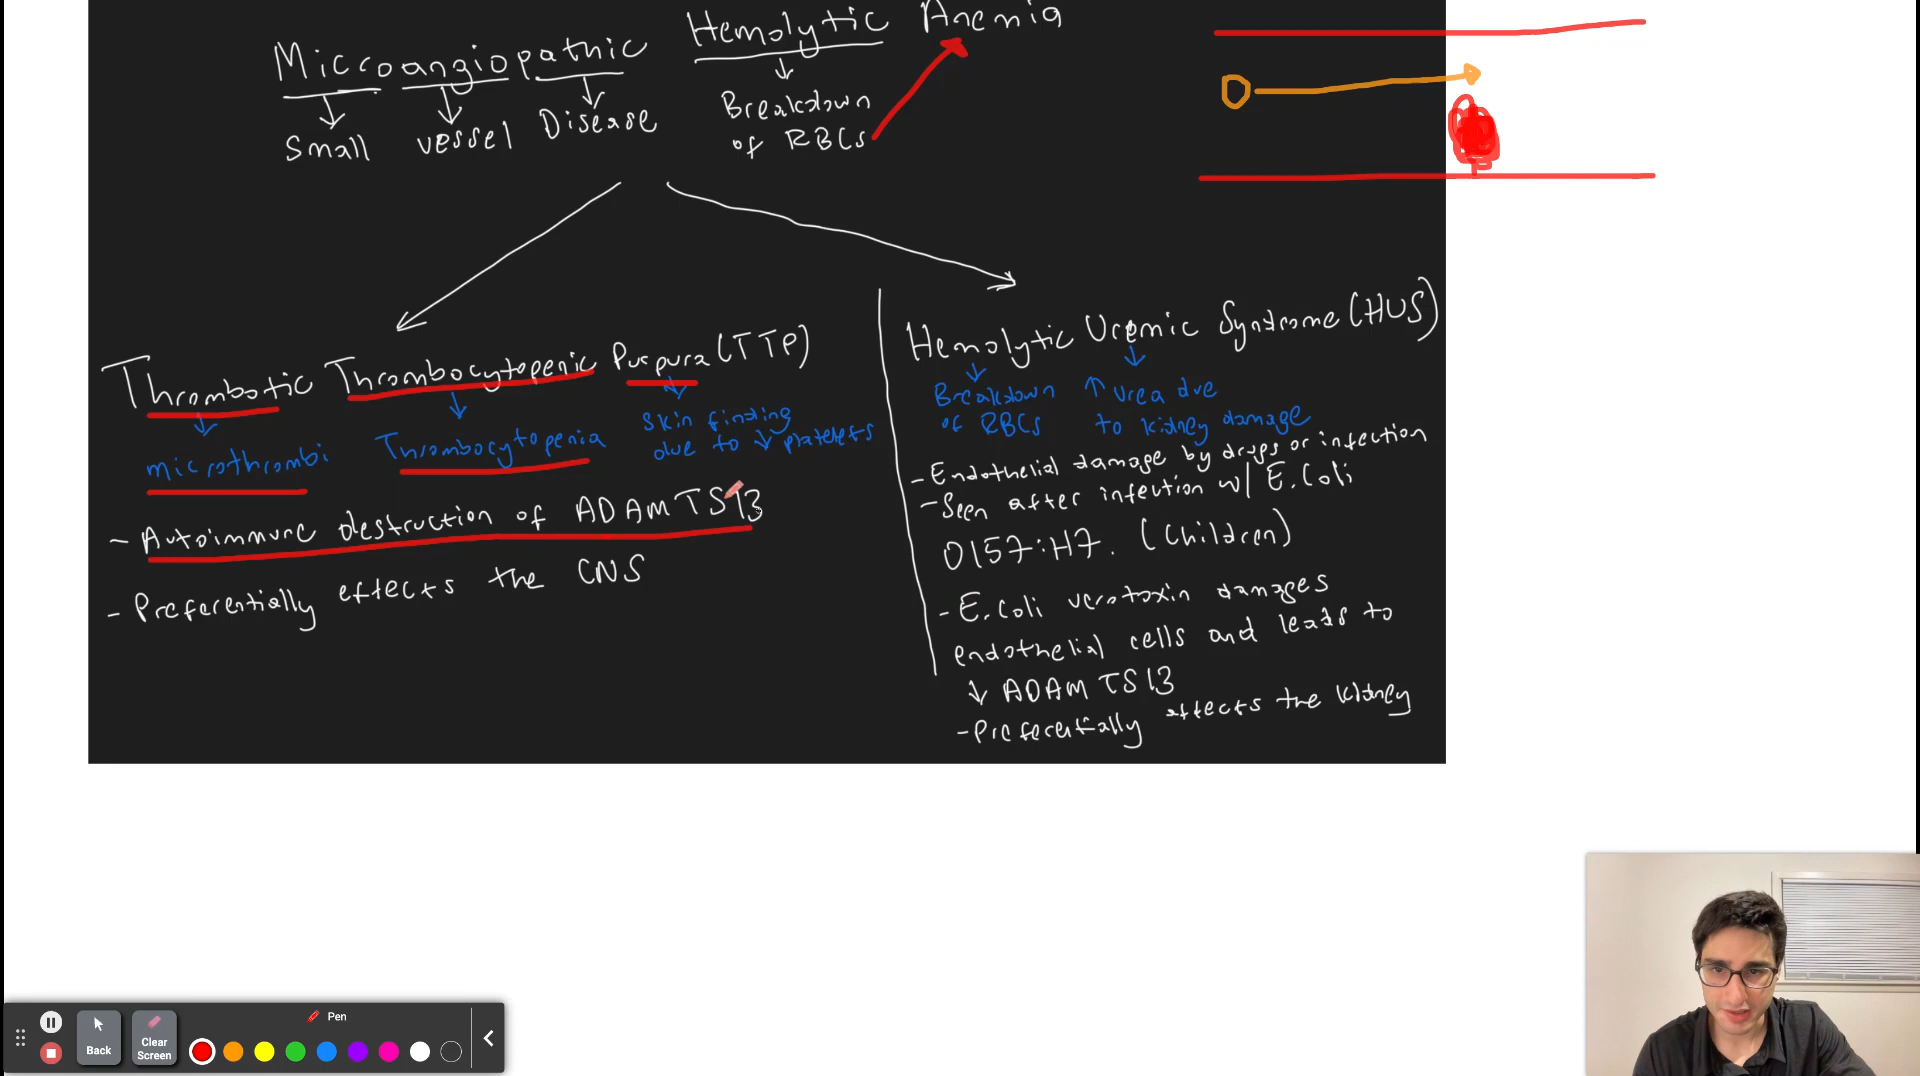 Microangiopathic Hemolytic Anemia
Small vessel Disease
Breakdown
of RBCs
Thrombotic Thrombocytopenic Purpura (TTP)
microthrombi
Thrombocytopenia
Skin finding
due to ↓ platelets
- Autoimmune destruction of ADAMTS13
- Preferentially effects the CNS
Hemolytic Uremic Syndrome (HUS)
Breakdown
of RBCs
↑ Urea due
to kidney damage
- Endothelial damage by drugs or infection
- Seen after infection w/ E.Coli
O157:H7. (Children)
- E.Coli verotoxin damages
endothelial cells and leads to
↓ ADAMTS13
- Preferentially affects the kidney
Pen
Back
Clear
Screen